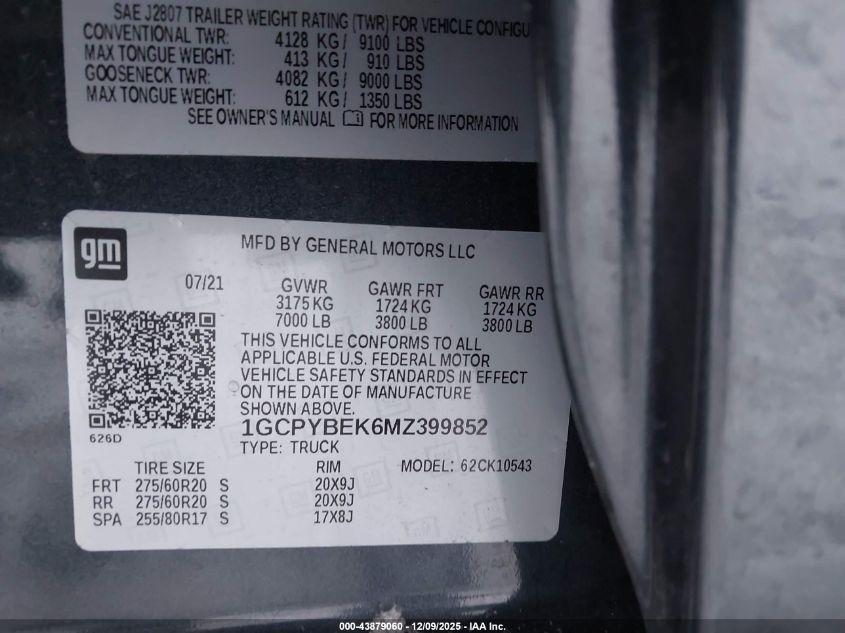 SAE J2807 TRAILER WEIGHT RATING (TWR) FOR VEHICLE CONFIGU
CONVENTIONAL TWR: 4128 KG/ 9100 LBS
MAX TONGUE WEIGHT: 413 KG/ 910 LBS
GOOSENECK TWR: 4082 KG/ 9000 LBS
MAX TONGUE WEIGHT: 612 KG/ 1350 LBS
SEE OWNER'S MANUAL FOR MORE INFORMATION
gm
MFD BY GENERAL MOTORS LLC
07/21 GVWR GAWR FRT GAWR RR
3175 KG 1724 KG 1724 KG
7000 LB 3800 LB 3800 LB
THIS VEHICLE CONFORMS TO ALL
APPLICABLE U.S. FEDERAL MOTOR
VEHICLE SAFETY STANDARDS IN EFFECT
ON THE DATE OF MANUFACTURE
SHOWN ABOVE.
626D
1GCPYBEK6MZ399852
TYPE: TRUCK
TIRE SIZE RIM MODEL: 62CK10543
FRT 275/60R20 S 20X9J
RR 275/60R20 S 20X9J
SPA 255/80R17 S 17X8J
000-43879060 - 12/09/2025 - IAA Inc.